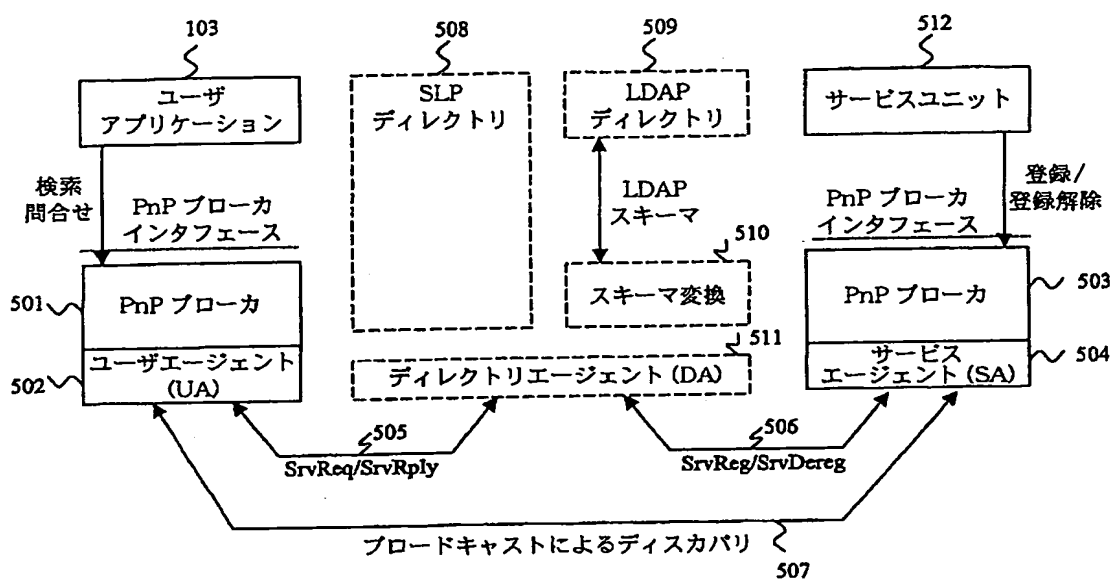 103
508
509
512
ユーザ
アプリケーション
SLP
ディレクトリ
LDAP
ディレクトリ
サービスユニット
検索
問合せ
PnP ブローカ
インタフェース
LDAP
スキーマ
PnP ブローカ
インタフェース
登録/
登録解除
510
501
PnP ブローカ
スキーマ変換
PnP ブローカ
503
511
502
ユーザエージェント
(UA)
ディレクトリエージェント (DA)
サービス
エージェント (SA)
504
505
SrvReq/SrvRply
506
SrvReg/SrvDereg
ブロードキャストによるディスカバリ
507